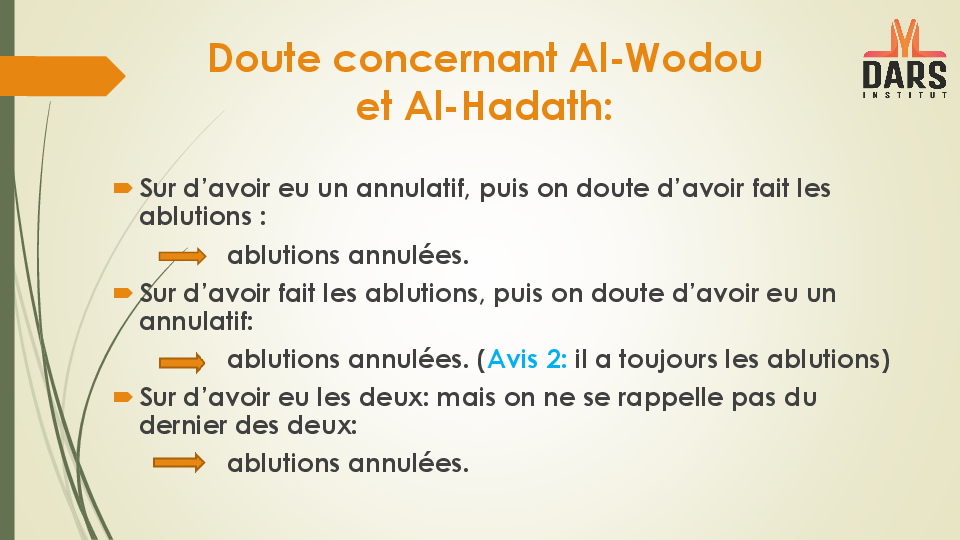 Doute concernant Al-Wodou
et Al-Hadath:
DARS
INSTITUT
Sur d’avoir eu un annulatif, puis on doute d’avoir fait les
ablutions :
ablutions annulées.
Sur d’avoir fait les ablutions, puis on doute d’avoir eu un
annulatif:
ablutions annulées. (Avis 2: il a toujours les ablutions)
Sur d’avoir eu les deux: mais on ne se rappelle pas du
dernier des deux:
ablutions annulées.